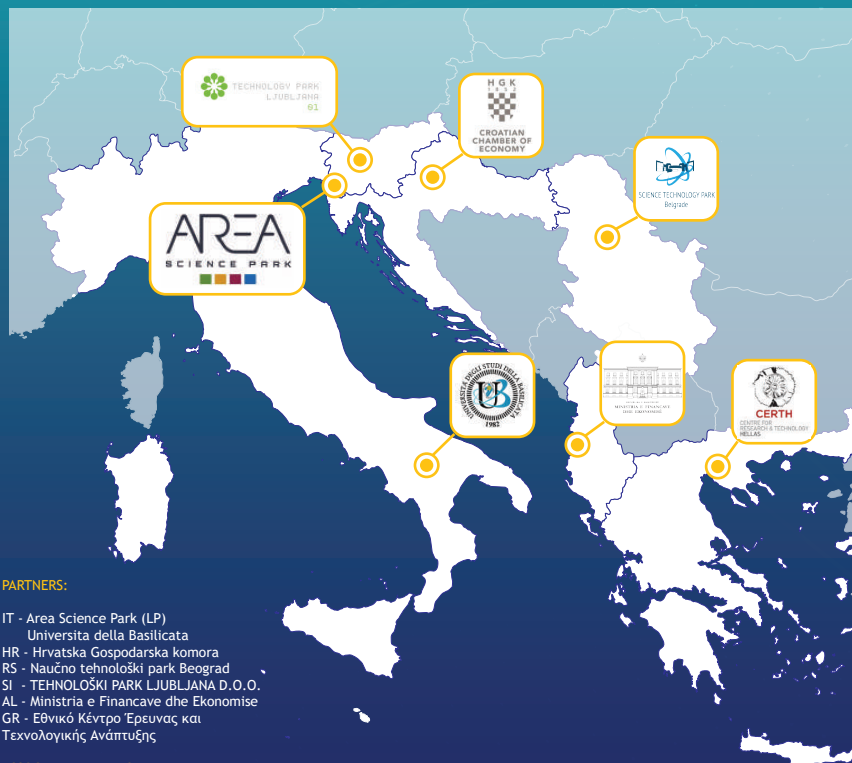 TECHNOLOGY PARK
LJUBLJANA
01
HGK
1852
CROATIAN
CHAMBER OF
ECONOMY
SCIENCE TECHNOLOGY PARK
Belgrade
AREA
SCIENCE PARK
UNIVERSITÀ DEGLI STUDI DELLA BASILICATA
UB
1982
MINISTRIA E FINANCAVE
DHE EKONOMISË
CERTH
CENTRE FOR
RESEARCH & TECHNOLOGY
HELLAS
PARTNERS:
IT - Area Science Park (LP)
Universita della Basilicata
HR - Hrvatska Gospodarska komora
RS - Naučno tehnološki park Beograd
SI - TEHNOLOŠKI PARK LJUBLJANA D.O.O.
AL - Ministria e Financave dhe Ekonomise
GR - Εθνικό Κέντρο Έρευνας και
Τεχνολογικής Ανάπτυξης